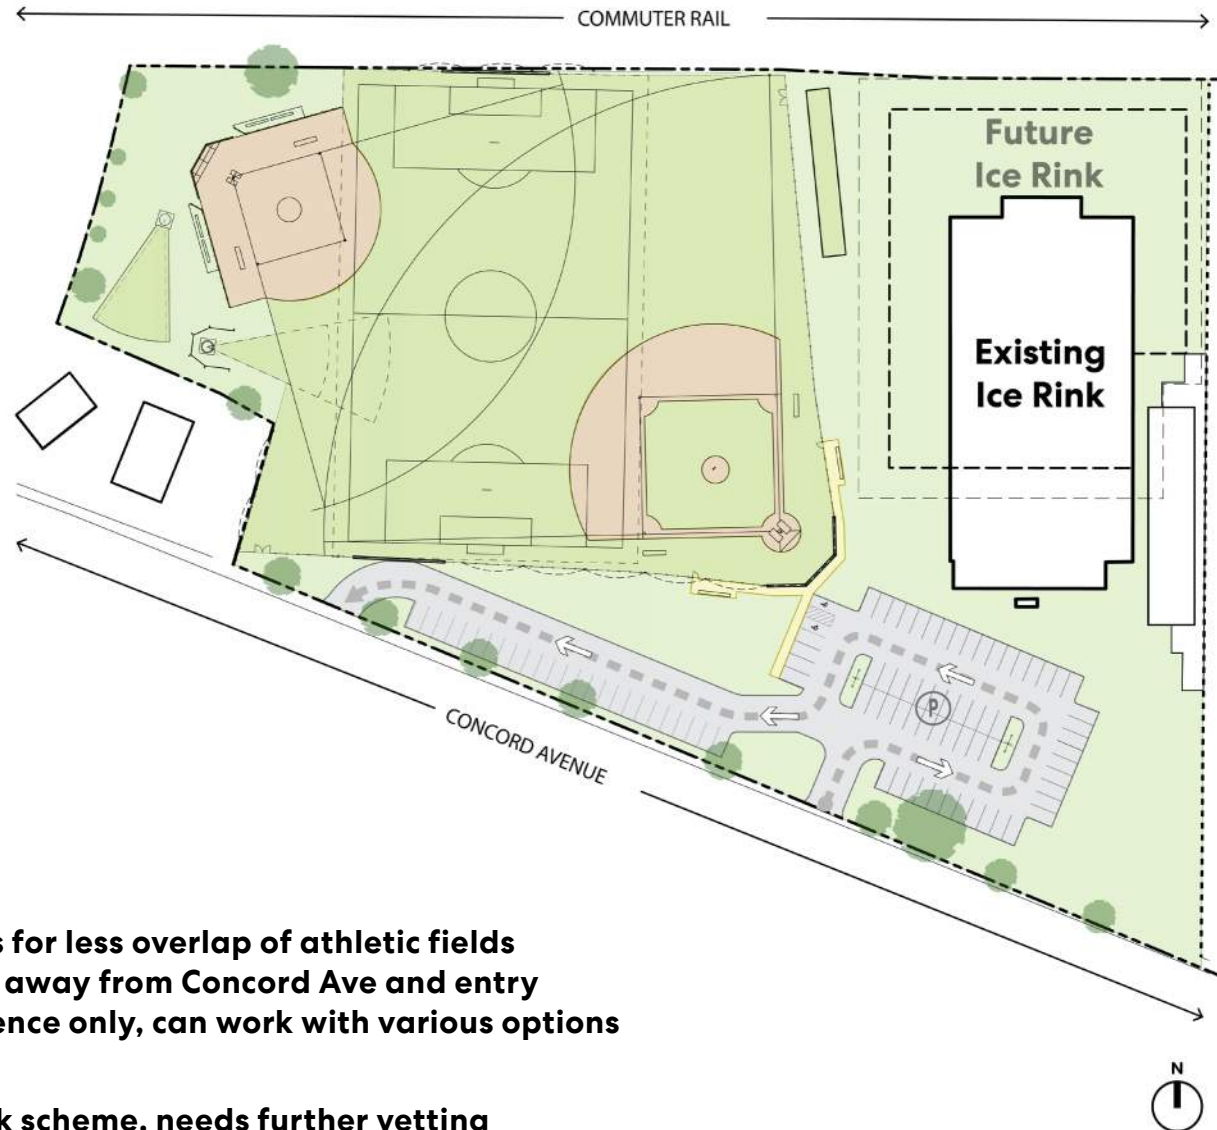 COMMUTER RAIL
Future
Ice Rink
Existing
Ice Rink
P
CONCORD AVENUE
s for less overlap of athletic fields
away from Concord Ave and entry
ence only, can work with various options
N
k scheme, needs further vetting